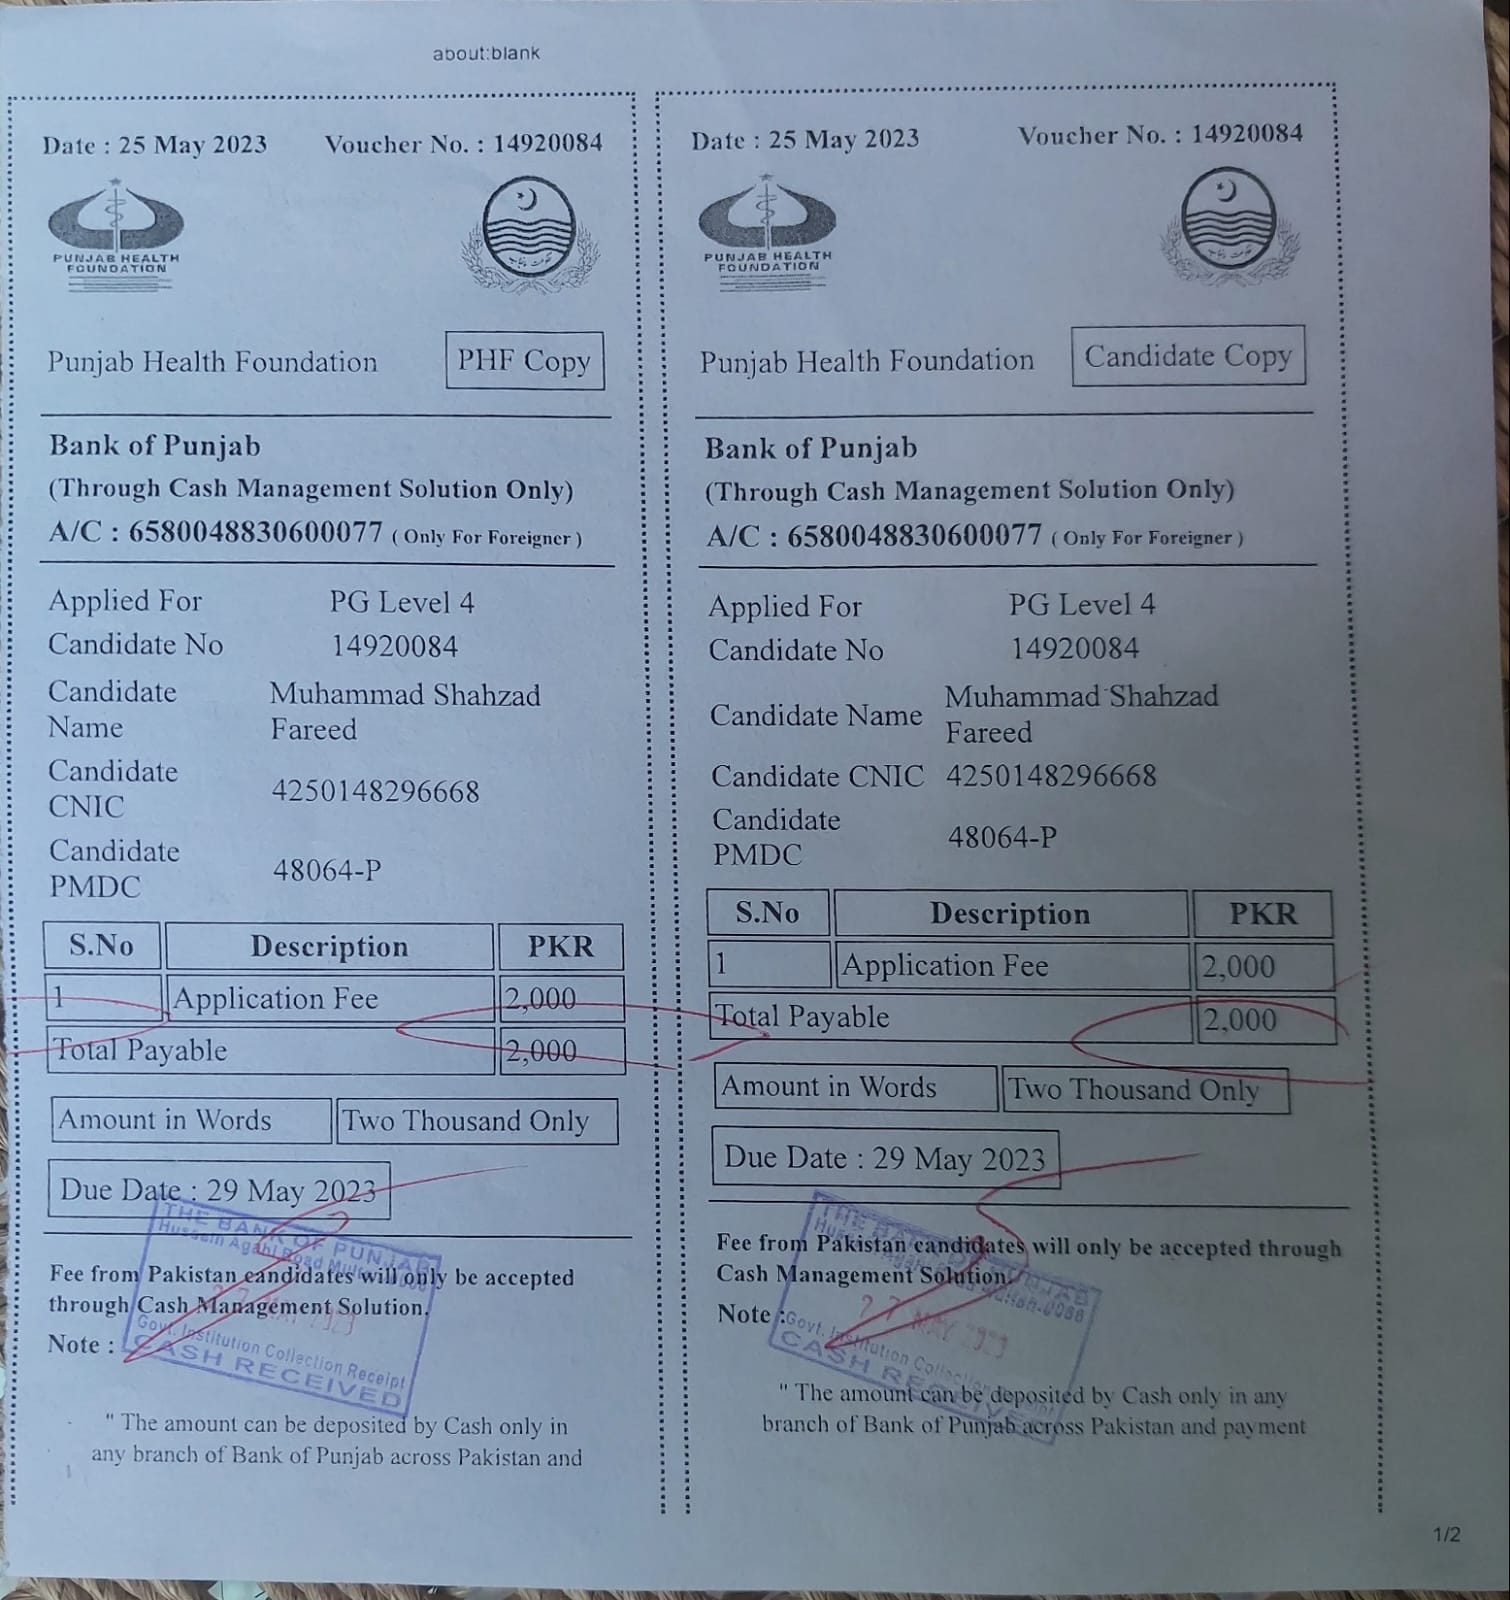 about:blank
Date : 25 May 2023 Voucher No. : 14920084
PUNJAB HEALTH
FOUNDATION
Punjab Health Foundation PHF Copy
Bank of Punjab
(Through Cash Management Solution Only)
A/C : 6580048830600077 ( Only For Foreigner )
Applied For PG Level 4
Candidate No 14920084
Candidate Name Muhammad Shahzad Fareed
Candidate CNIC 4250148296668
Candidate PMDC 48064-P
S.No Description PKR
1 Application Fee 2,000
Total Payable 2,000
Amount in Words Two Thousand Only
Due Date : 29 May 2023
THE BANK OF PUNJAB
Hussain Agahi Road
MAY 2023
Govt. Institution Collection Receipt
CASH RECEIVED
Fee from Pakistan candidates will only be accepted
through Cash Management Solution.
Note :
" The amount can be deposited by Cash only in
any branch of Bank of Punjab across Pakistan and
Date : 25 May 2023 Voucher No. : 14920084
PUNJAB HEALTH
FOUNDATION
Punjab Health Foundation Candidate Copy
Bank of Punjab
(Through Cash Management Solution Only)
A/C : 6580048830600077 ( Only For Foreigner )
Applied For PG Level 4
Candidate No 14920084
Candidate Name Muhammad Shahzad Fareed
Candidate CNIC 4250148296668
Candidate PMDC 48064-P
S.No Description PKR
1 Application Fee 2,000
Total Payable 2,000
Amount in Words Two Thousand Only
Due Date : 29 May 2023
Fee from Pakistan candidates will only be accepted through
Cash Management Solution.
Note :
27 MAY 2023
Govt. Institution
CASH RECEIVED
" The amount can be deposited by Cash only in any
branch of Bank of Punjab across Pakistan and payment
1/2